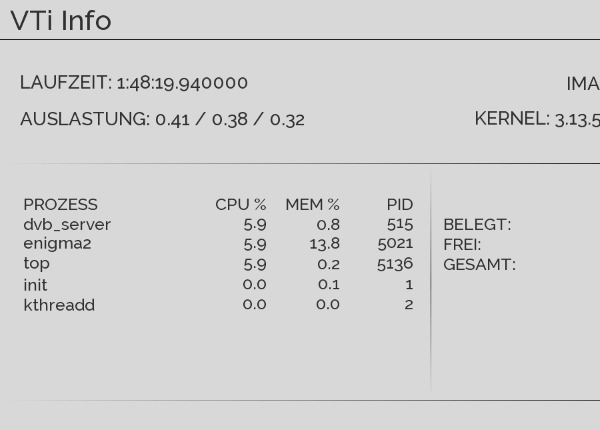 VTi Info
LAUFZEIT: 1:48:19.940000
IMA
AUSLASTUNG: 0.41 / 0.38 / 0.32
KERNEL: 3.13.5
PROZESS CPU % MEM % PID
dvb_server 5.9 0.8 515
BELEGT:
enigma2 5.9 13.8 5021
FREI:
top 5.9 0.2 5136
GESAMT:
init 0.0 0.1 1
kthreadd 0.0 0.0 2